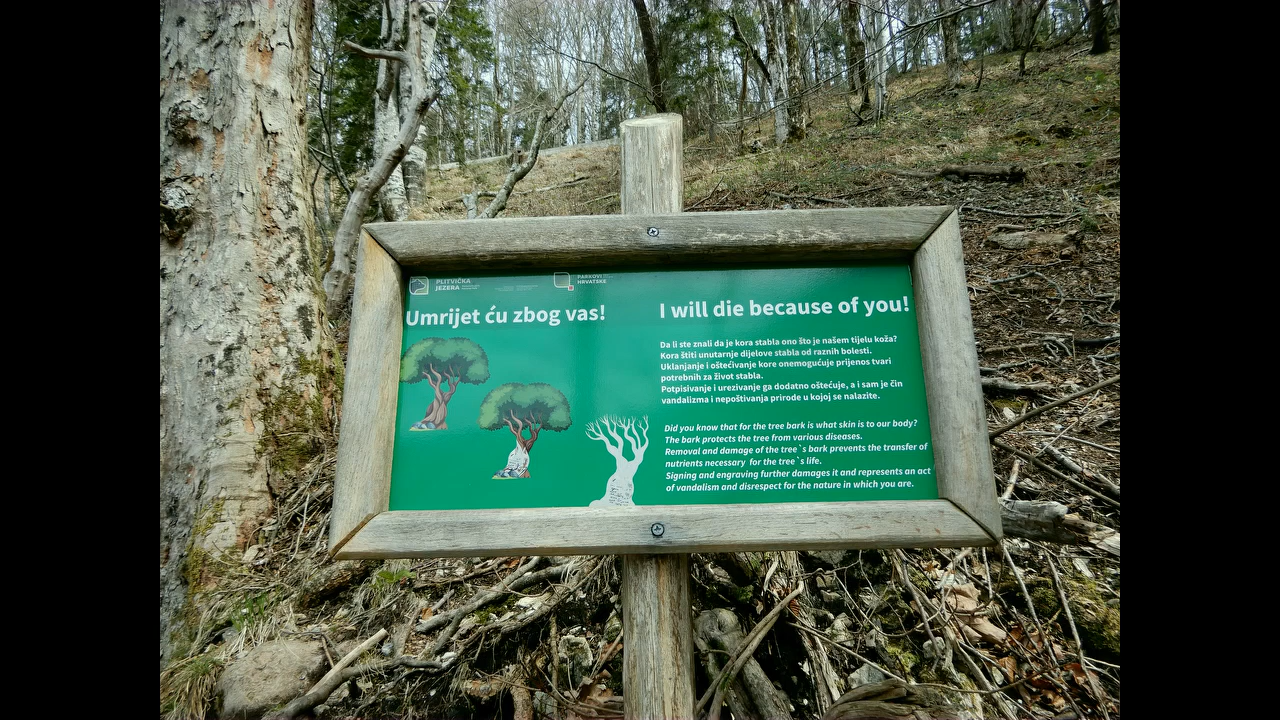 PLITVIČKA
JEZERA
PARKOVI
HRVATSKE
Umrijet ću zbog vas!
I will die because of you!
Da li ste znali da je kora stabla ono što je našem tijelu koža?
Kora štiti unutarnje dijelove stabla od raznih bolesti.
Uklanjanje i oštećivanje kore onemogućuje prijenos tvari
potrebnih za život stabla.
Potpisivanje i urezivanje ga dodatno oštećuje, a i sam je čin
vandalizma i nepoštivanja prirode u kojoj se nalazite.
Did you know that for the tree bark is what skin is to our body?
The bark protects the tree from various diseases.
Removal and damage of the tree`s bark prevents the transfer of
nutrients necessary for the tree`s life.
Signing and engraving further damages it and represents an act
of vandalism and disrespect for the nature in which you are.